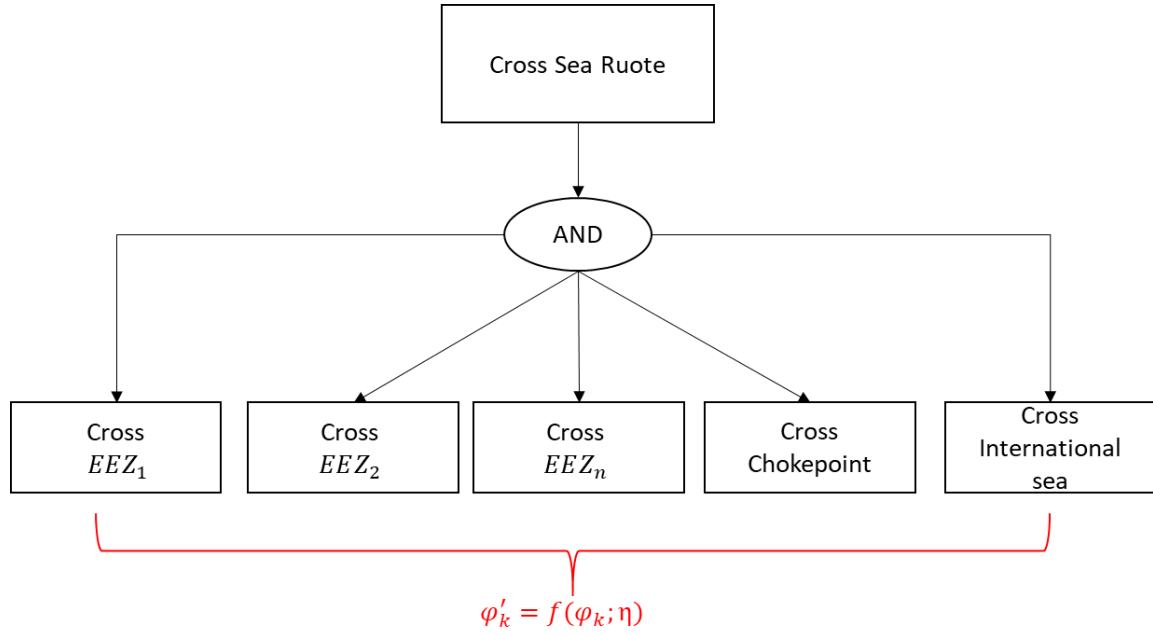 Cross Sea Ruote
AND
Cross
EEZ₁
Cross
EEZ₂
Cross
EEZₙ
Cross
Chokepoint
Cross
International
sea
φ′ₖ = f(φₖ; η)